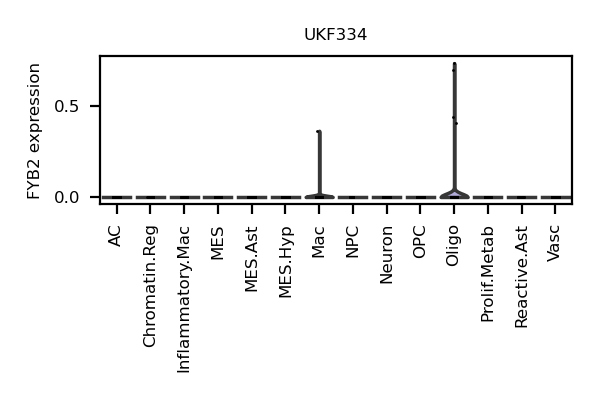 UKF334
FYB2 expression
0.5
0.0
AC
Chromatin.Reg
Inflammatory.Mac
MES
MES.Ast
MES.Hyp
Mac
NPC
Neuron
OPC
Oligo
Prolif.Metab
Reactive.Ast
Vasc